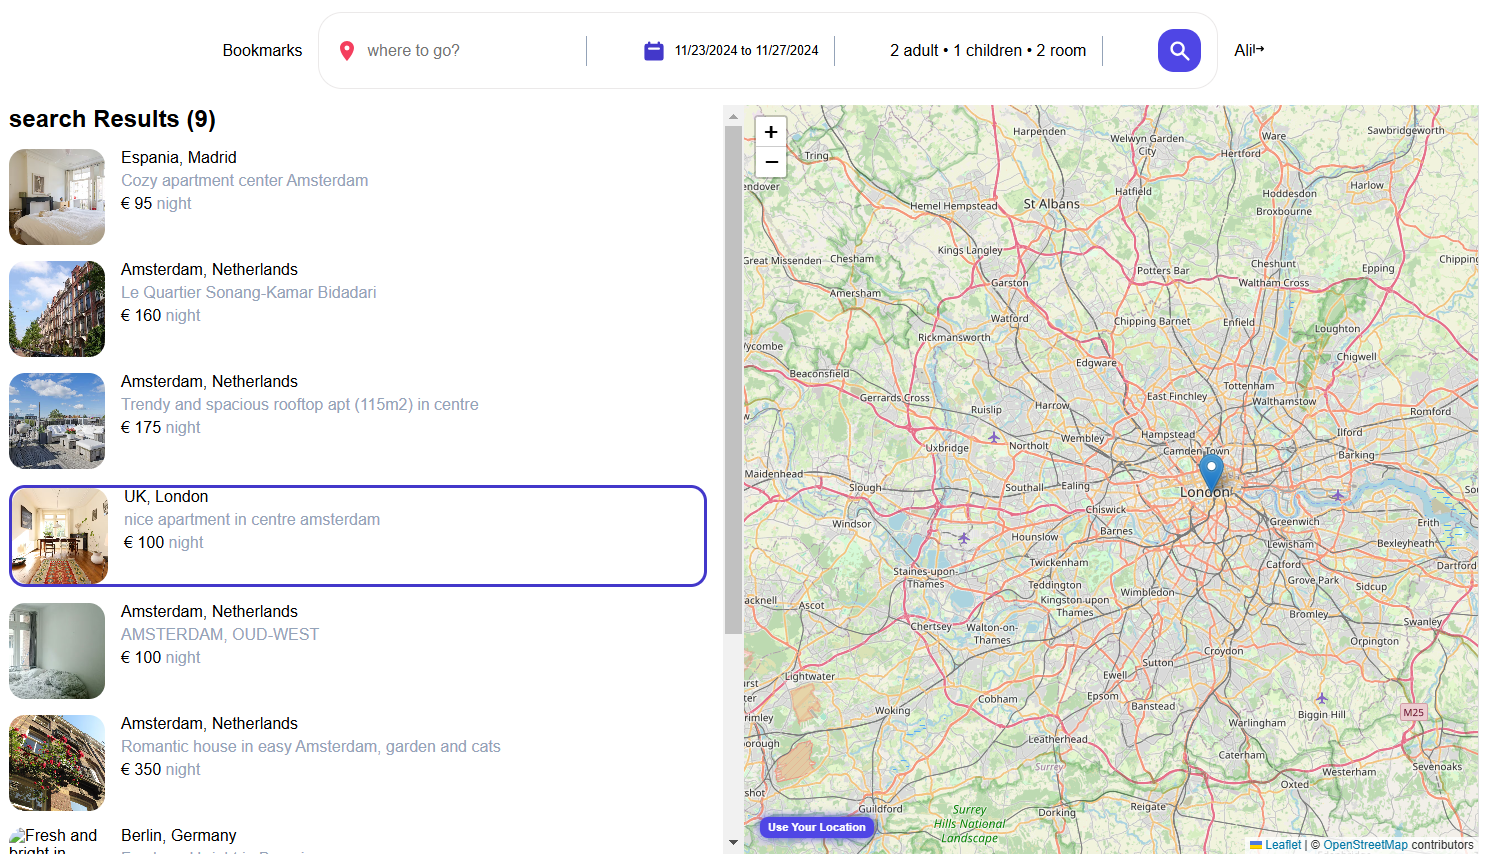 Bookmarks
where to go?
11/23/2024 to 11/27/2024
2 adult • 1 children • 2 room
Ali
search Results (9)
Espania, Madrid
Cozy apartment center Amsterdam
€ 95 night
Amsterdam, Netherlands
Le Quartier Sonang-Kamar Bidadari
€ 160 night
Amsterdam, Netherlands
Trendy and spacious rooftop apt (115m2) in centre
€ 175 night
UK, London
nice apartment in centre amsterdam
€ 100 night
Amsterdam, Netherlands
AMSTERDAM, OUD-WEST
€ 100 night
Amsterdam, Netherlands
Romantic house in easy Amsterdam, garden and cats
€ 350 night
Fresh and
bright in
Berlin, Germany
+
−
Harpenden
Welwyn Garden
City
Ware
Sawbridgeworth
Hertford
Tring
endover
Hatfield
Hoddesdon
Harlow
Hemel Hempstead
St Albans
Broxbourne
Kings Langley
Great Missenden
Chesham
Cheshunt
Chipping
Potters Bar
Epping
Garston
Waltham Cross
Amersham
Watford
Chipping Barnet
Enfield
Loughton
Rickmansworth
ycombe
Chigwell
Edgware
Beaconsfield
Tottenham
Gerrards Cross
East Finchley
Walthamstow
Ruislip
Harrow
Romford
Hampstead
Ilford
Wembley
Uxbridge
Northolt
Camden Town
Barking
Maidenhead
Slough
Southall
Ealing
London
Sou
Chiswick
Windsor
Barnes
Greenwich
Erith
Hounslow
Lewisham
Bexleyheath
Twickenham
Catford
Dartford
Staines-upon-
Thames
Teddington
Grove Park
Sidcup
Wimbledon
acknell
Ascot
Kingston upon
Thames
Bromley
Chertsey
Walton-on-
Thames
Swanley
Orpington
Croydon
Sutton
Lightwater
Ewell
rst
ter
Cobham
Epsom
Banstead
Woking
Biggin Hill
M25
rimley
Warlingham
orough
Leatherhead
Caterham
Surrey
Westerham
Sevenoaks
Oxted
shot
Guildford
Dorking
Reigate
Surrey
Hills National
Landscape
Use Your Location
Leaflet | © OpenStreetMap contributors